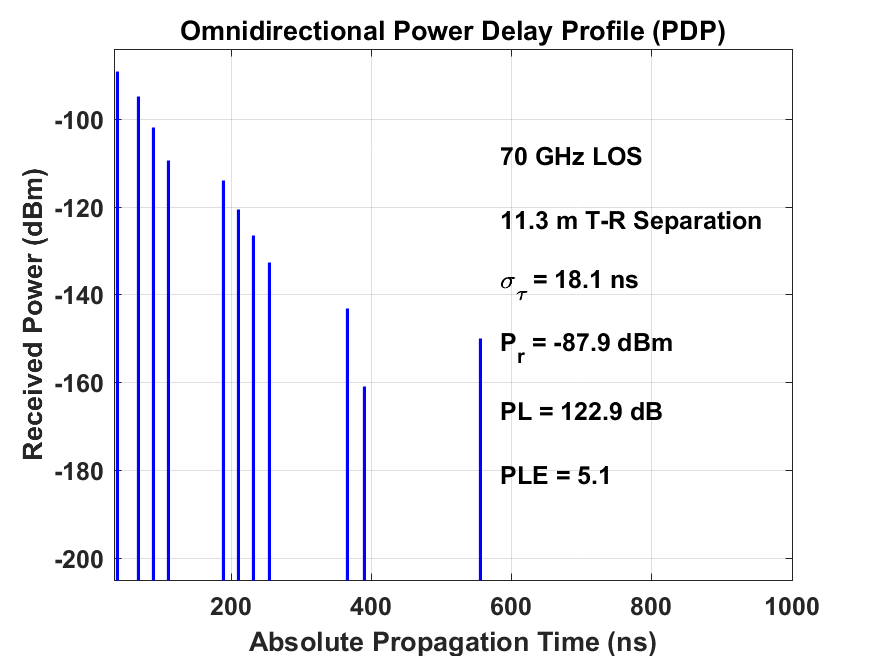 Omnidirectional Power Delay Profile (PDP)
Received Power (dBm)
-100
-120
-140
-160
-180
-200
70 GHz LOS
11.3 m T-R Separation
σ_τ = 18.1 ns
P_r = -87.9 dBm
PL = 122.9 dB
PLE = 5.1
200 400 600 800 1000
Absolute Propagation Time (ns)